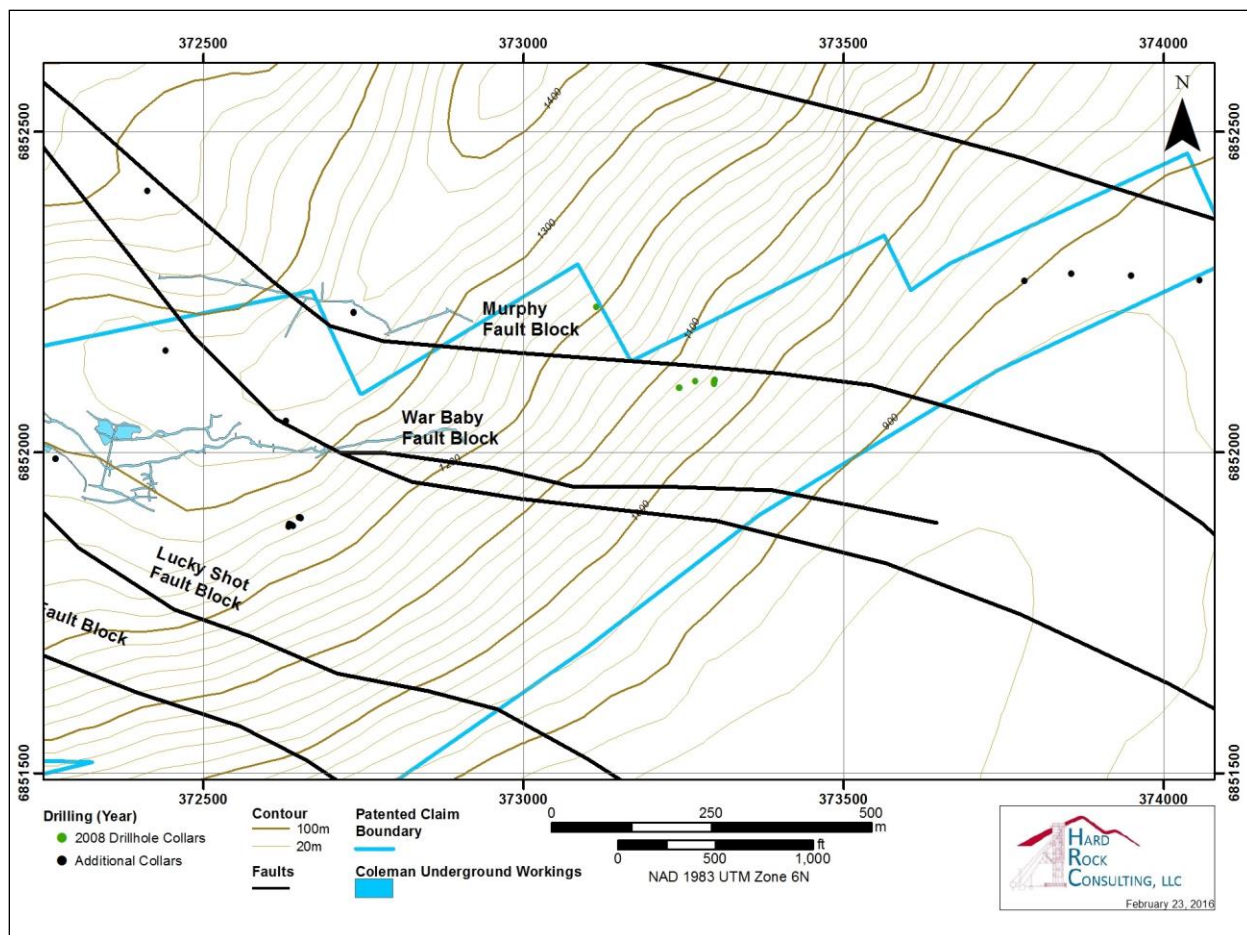 372500 373000 373500 374000
6852500
6852500
N
1400
1300
Murphy
Fault Block
1100
War Baby
Fault Block
900
6852000
6852000
1200
1000
Lucky Shot
Fault Block
Fault Block
6851500
6851500
372500 373000 373500 374000
Drilling (Year)
2008 Drillhole Collars
Additional Collars
Contour
100m
20m
Faults
Patented Claim
Boundary
Coleman Underground Workings
0 250 500
m
ft
0 500 1,000
NAD 1983 UTM Zone 6N
HARD
ROCK
CONSULTING, LLC
February 23, 2016